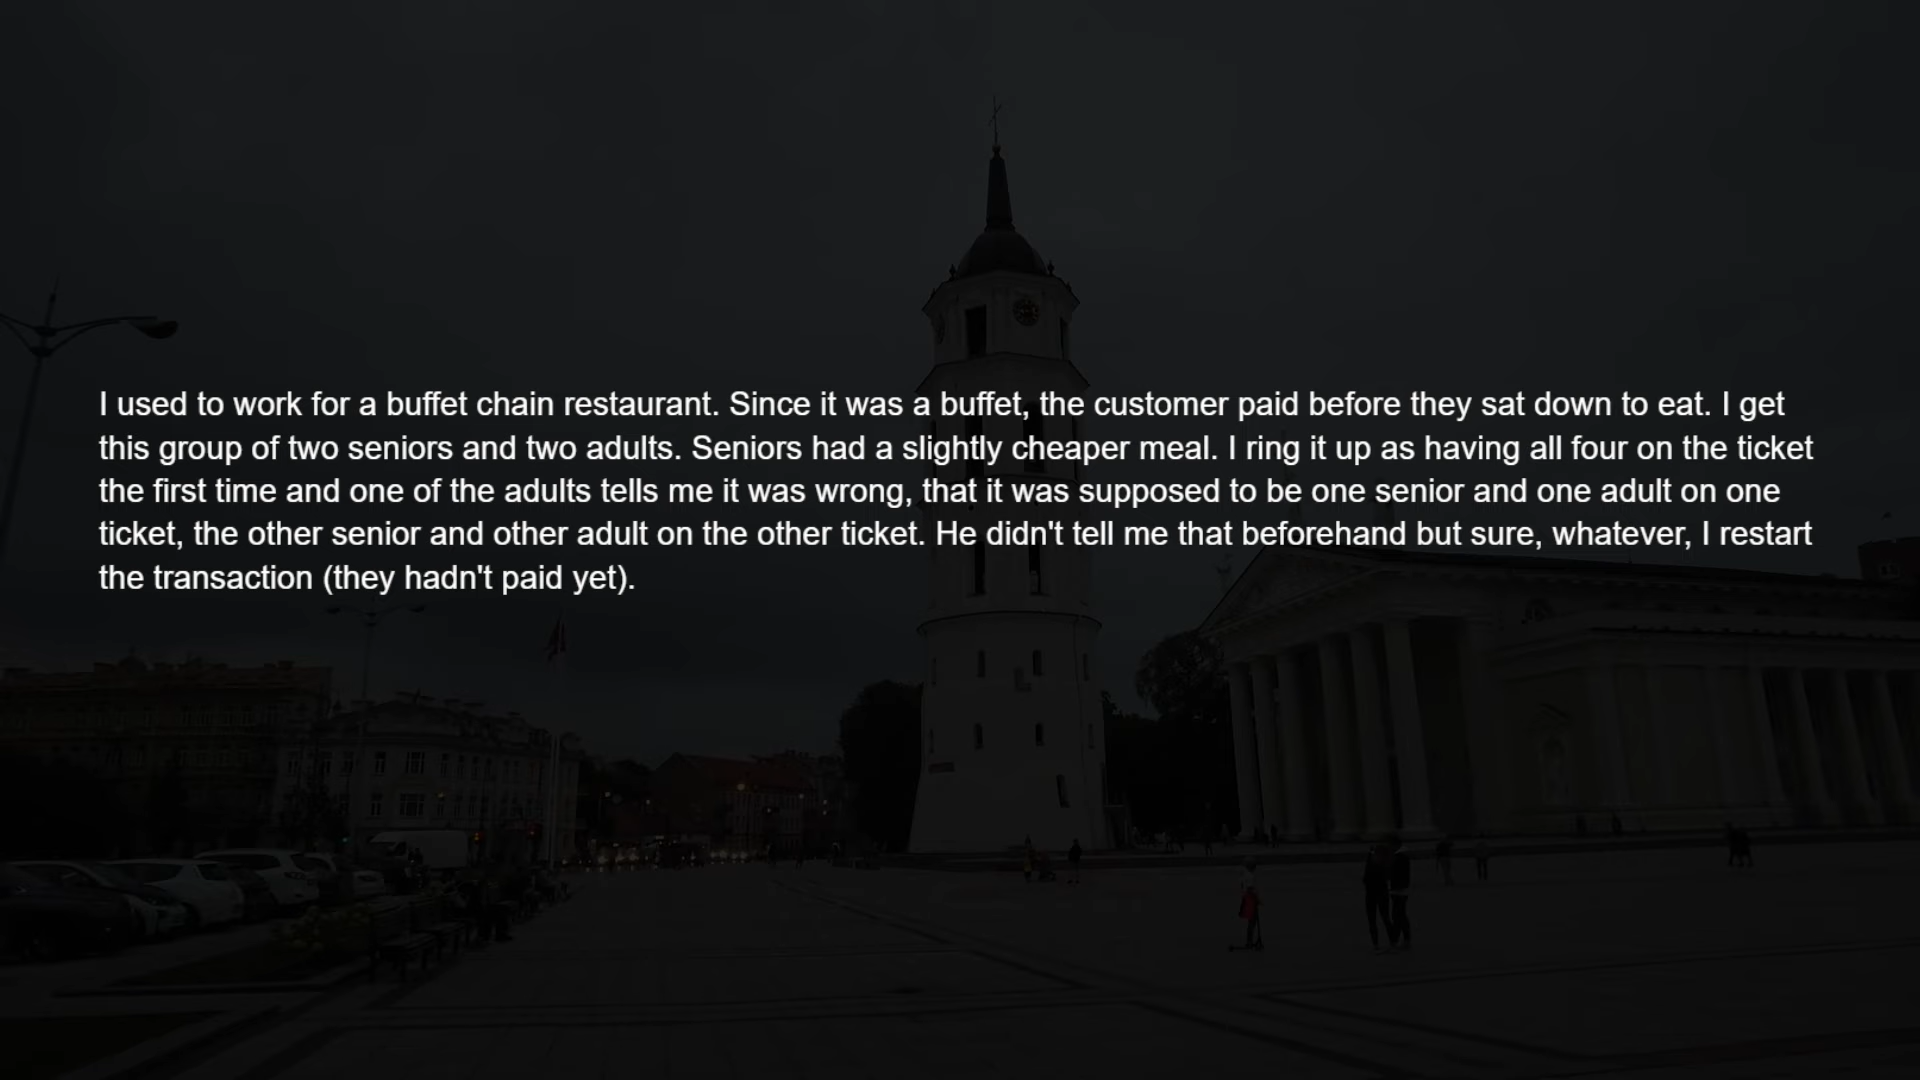 I used to work for a buffet chain restaurant. Since it was a buffet, the customer paid before they sat down to eat. I get
this group of two seniors and two adults. Seniors had a slightly cheaper meal. I ring it up as having all four on the ticket
the first time and one of the adults tells me it was wrong, that it was supposed to be one senior and one adult on one
ticket, the other senior and other adult on the other ticket. He didn't tell me that beforehand but sure, whatever, I restart
the transaction (they hadn't paid yet).